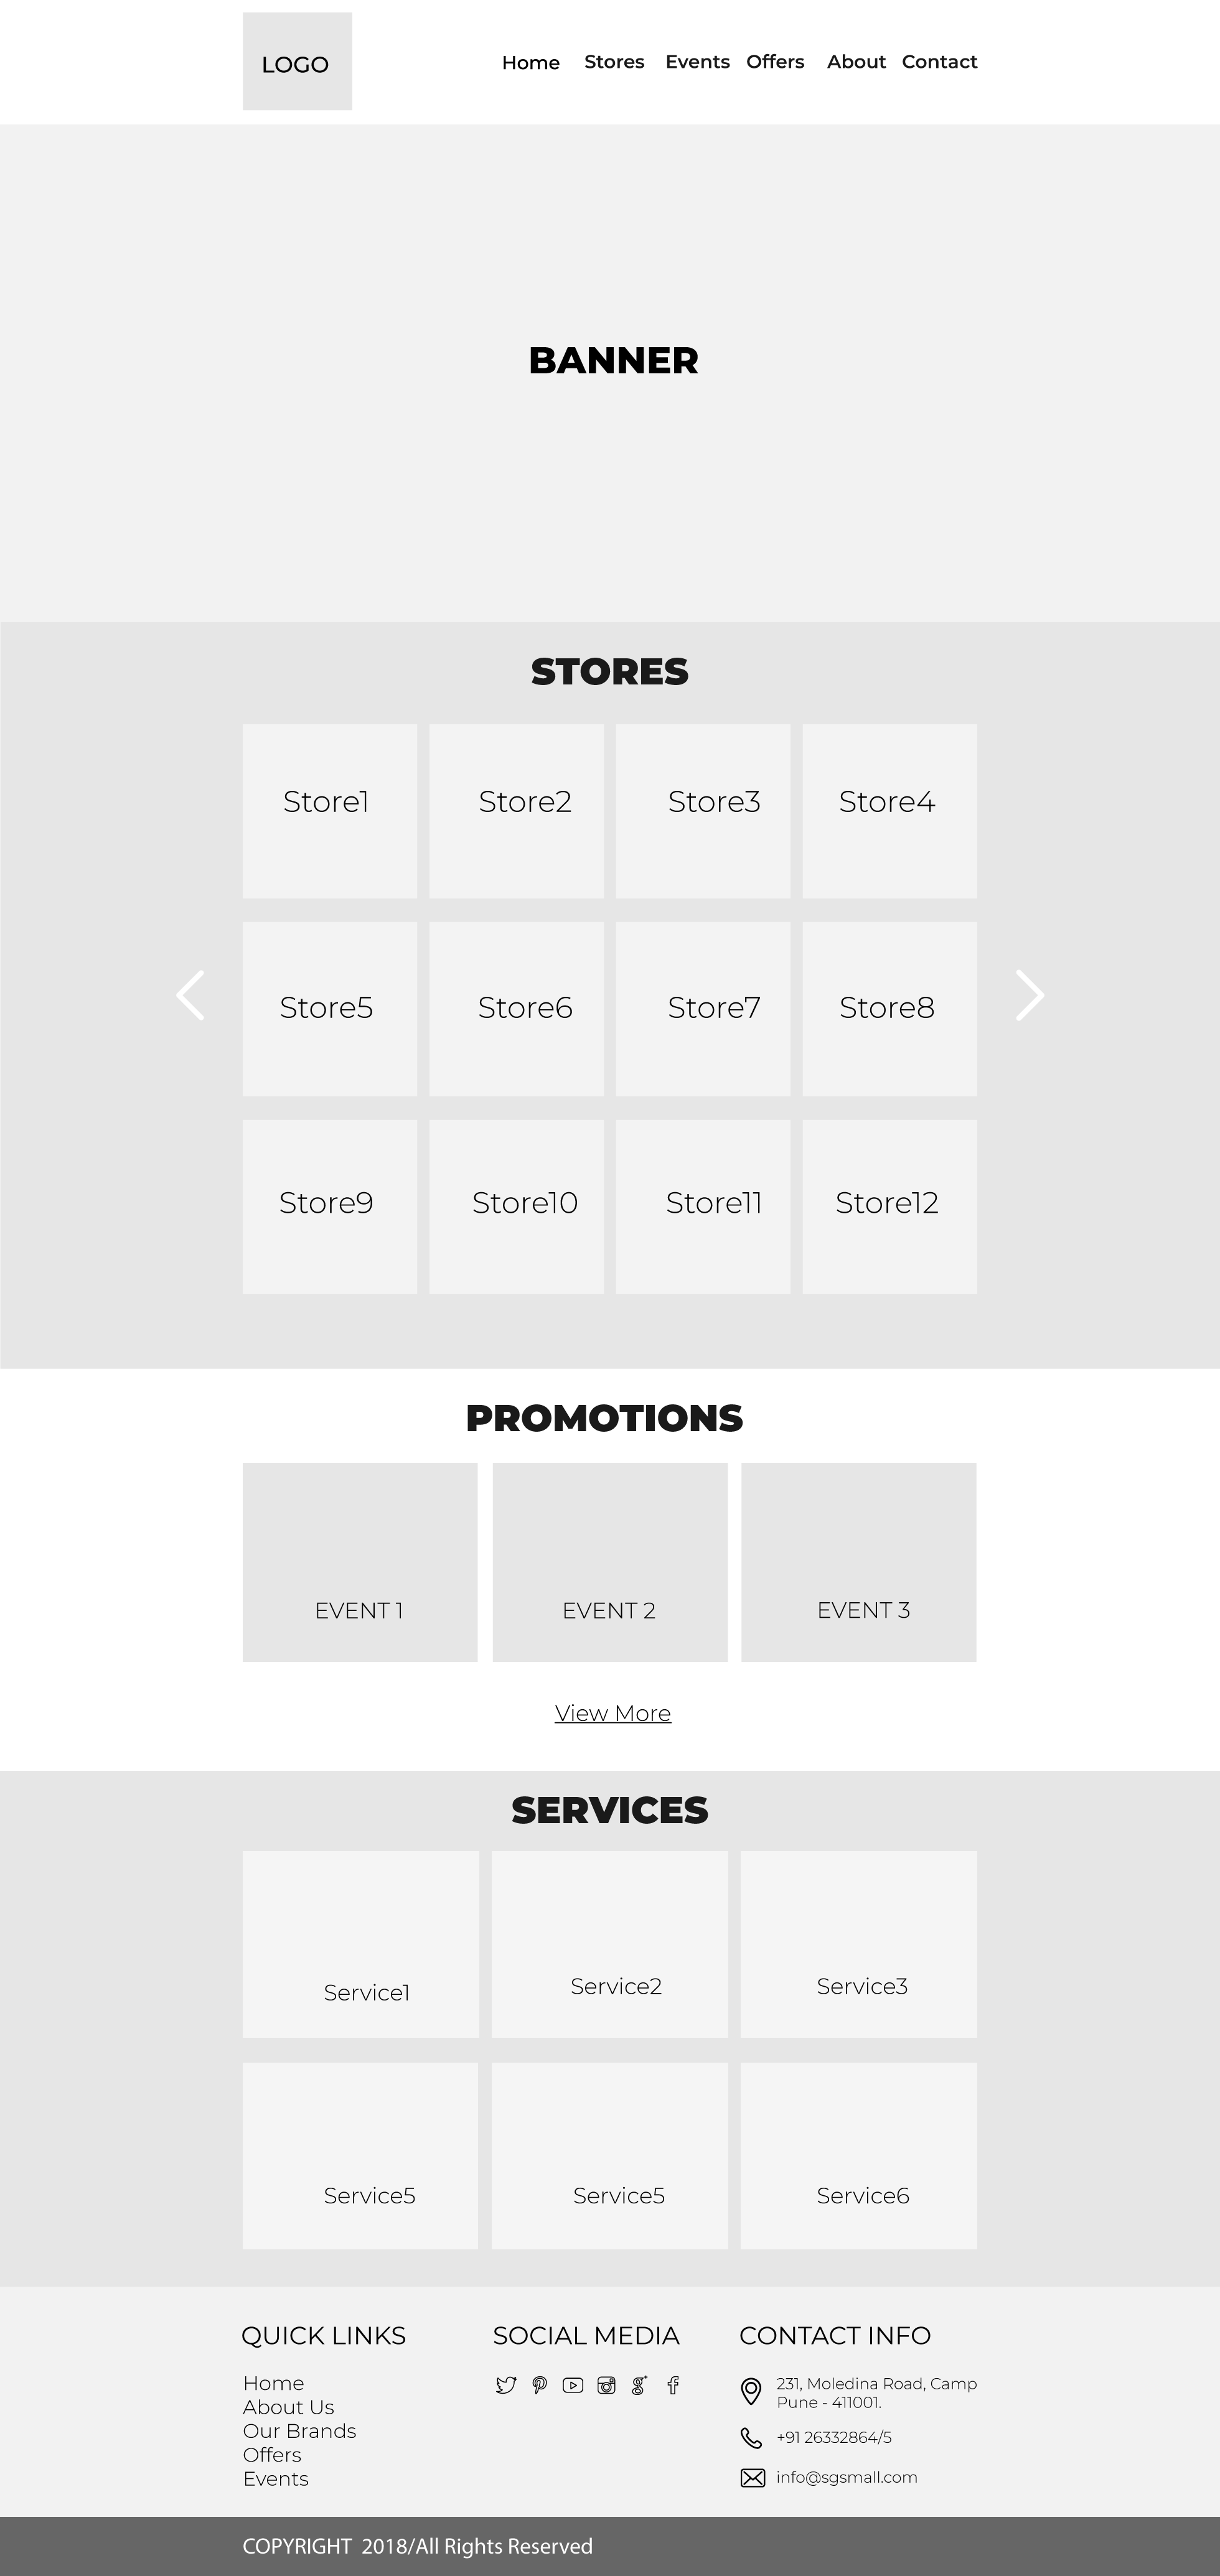 LOGO
Home Stores Events Offers About Contact
BANNER
STORES
Store1 Store2 Store3 Store4
Store5 Store6 Store7 Store8
Store9 Store10 Store11 Store12
PROMOTIONS
EVENT 1 EVENT 2 EVENT 3
View More
SERVICES
Service1 Service2 Service3
Service5 Service5 Service6
QUICK LINKS
Home
About Us
Our Brands
Offers
Events
SOCIAL MEDIA
CONTACT INFO
231, Moledina Road, Camp
Pune - 411001.
+91 26332864/5
info@sgsmall.com
COPYRIGHT 2018/All Rights Reserved